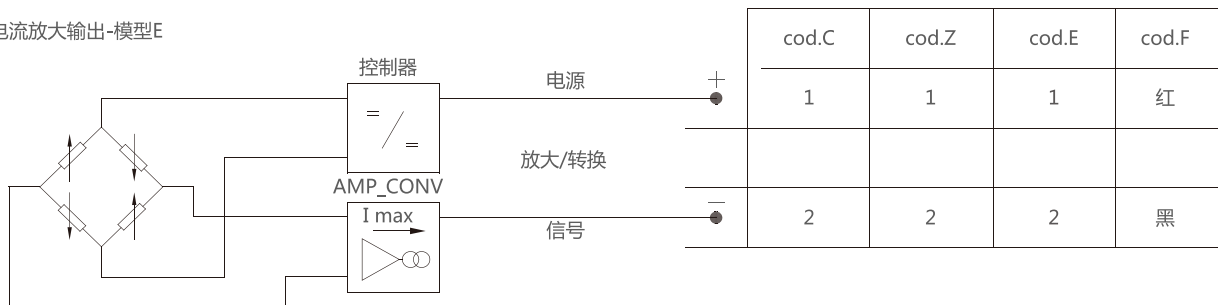 电流放大输出-模型E
控制器
电源
+
=
=
放大/转换
AMP_CONV
I max
信号
−
cod.C cod.Z cod.E cod.F
1 1 1 红
2 2 2 黑